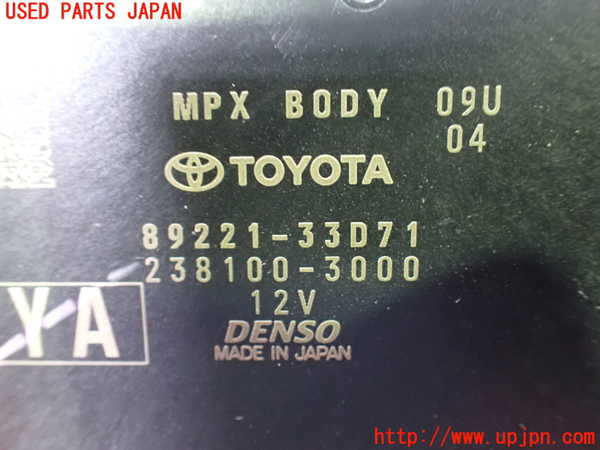 USED PARTS JAPAN
MPX BODY 09U
04
TOYOTA
89221-33D71
238100-3000
12V
YA
DENSO
MADE IN JAPAN
UPJ
http://www.upjpn.com/